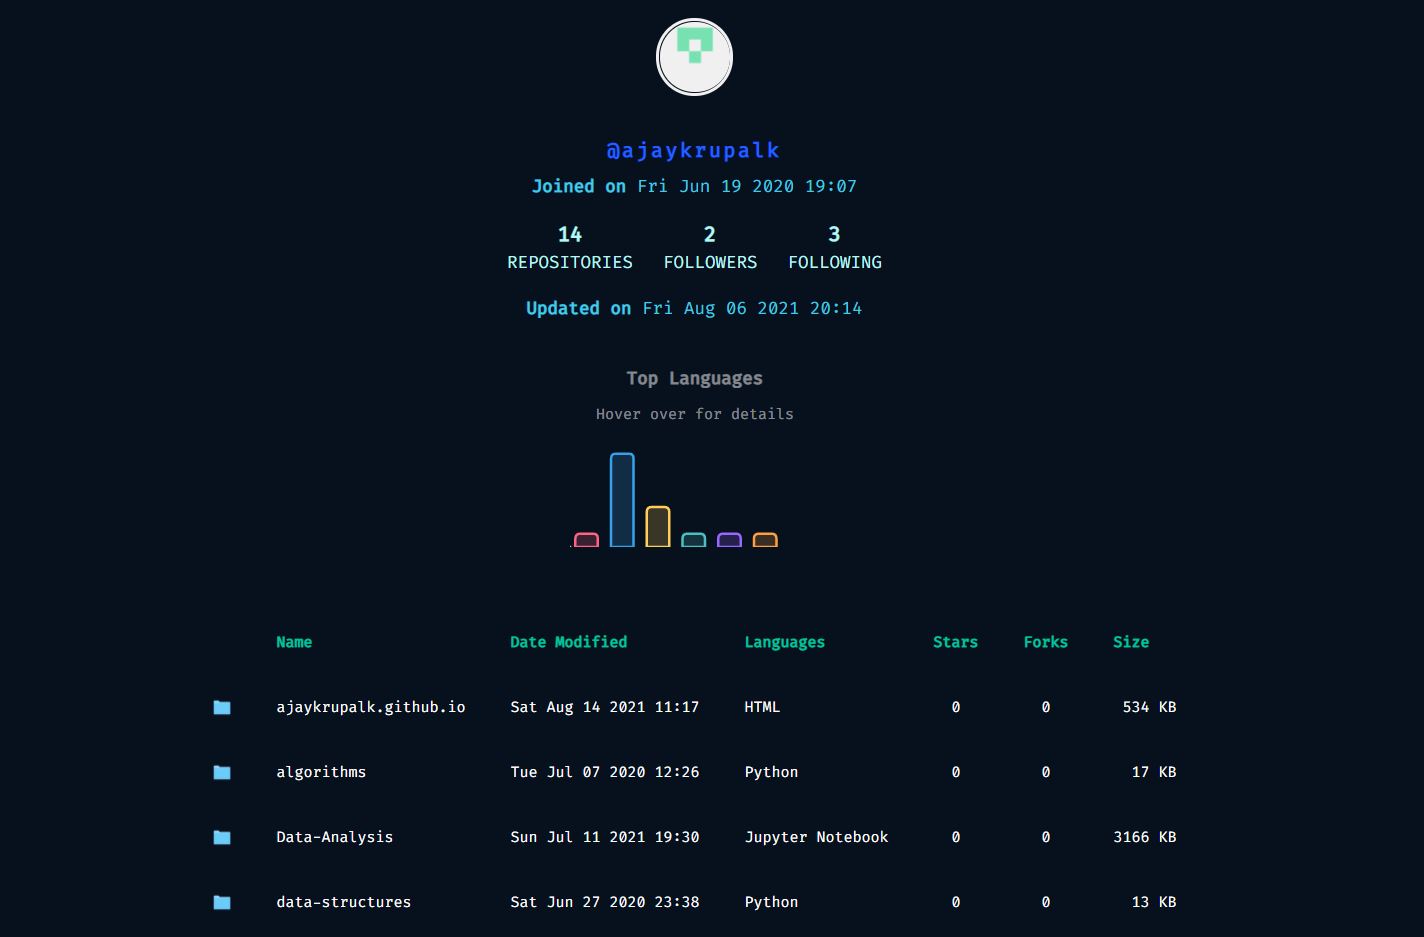 @ajaykrupalk
Joined on Fri Jun 19 2020 19:07
14 2 3
REPOSITORIES FOLLOWERS FOLLOWING
Updated on Fri Aug 06 2021 20:14
Top Languages
Hover over for details
Name Date Modified Languages Stars Forks Size
ajaykrupalk.github.io Sat Aug 14 2021 11:17 HTML 0 0 534 KB
algorithms Tue Jul 07 2020 12:26 Python 0 0 17 KB
Data-Analysis Sun Jul 11 2021 19:30 Jupyter Notebook 0 0 3166 KB
data-structures Sat Jun 27 2020 23:38 Python 0 0 13 KB